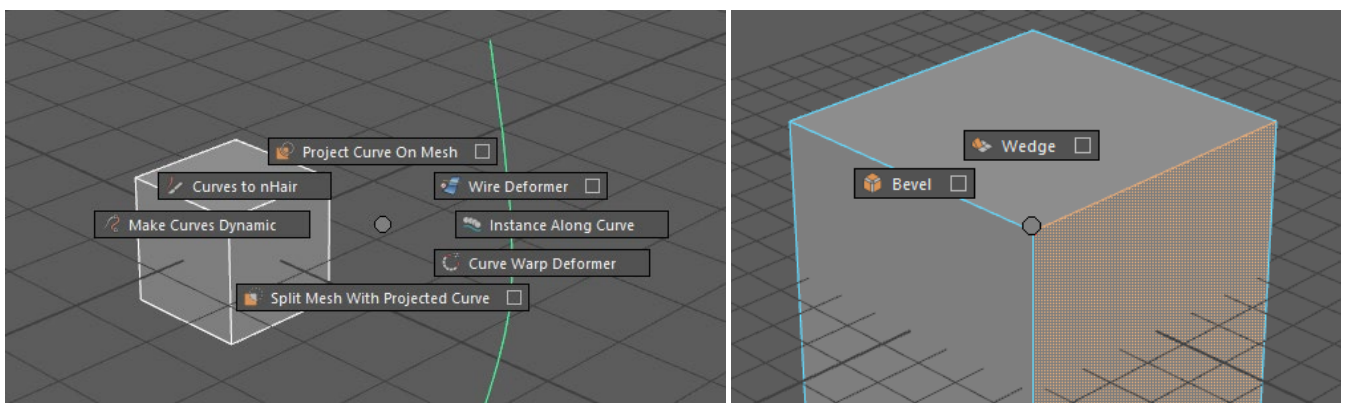 Project Curve On Mesh
Curves to nHair
Wire Deformer
Make Curves Dynamic
Instance Along Curve
Curve Warp Deformer
Split Mesh With Projected Curve
Wedge
Bevel